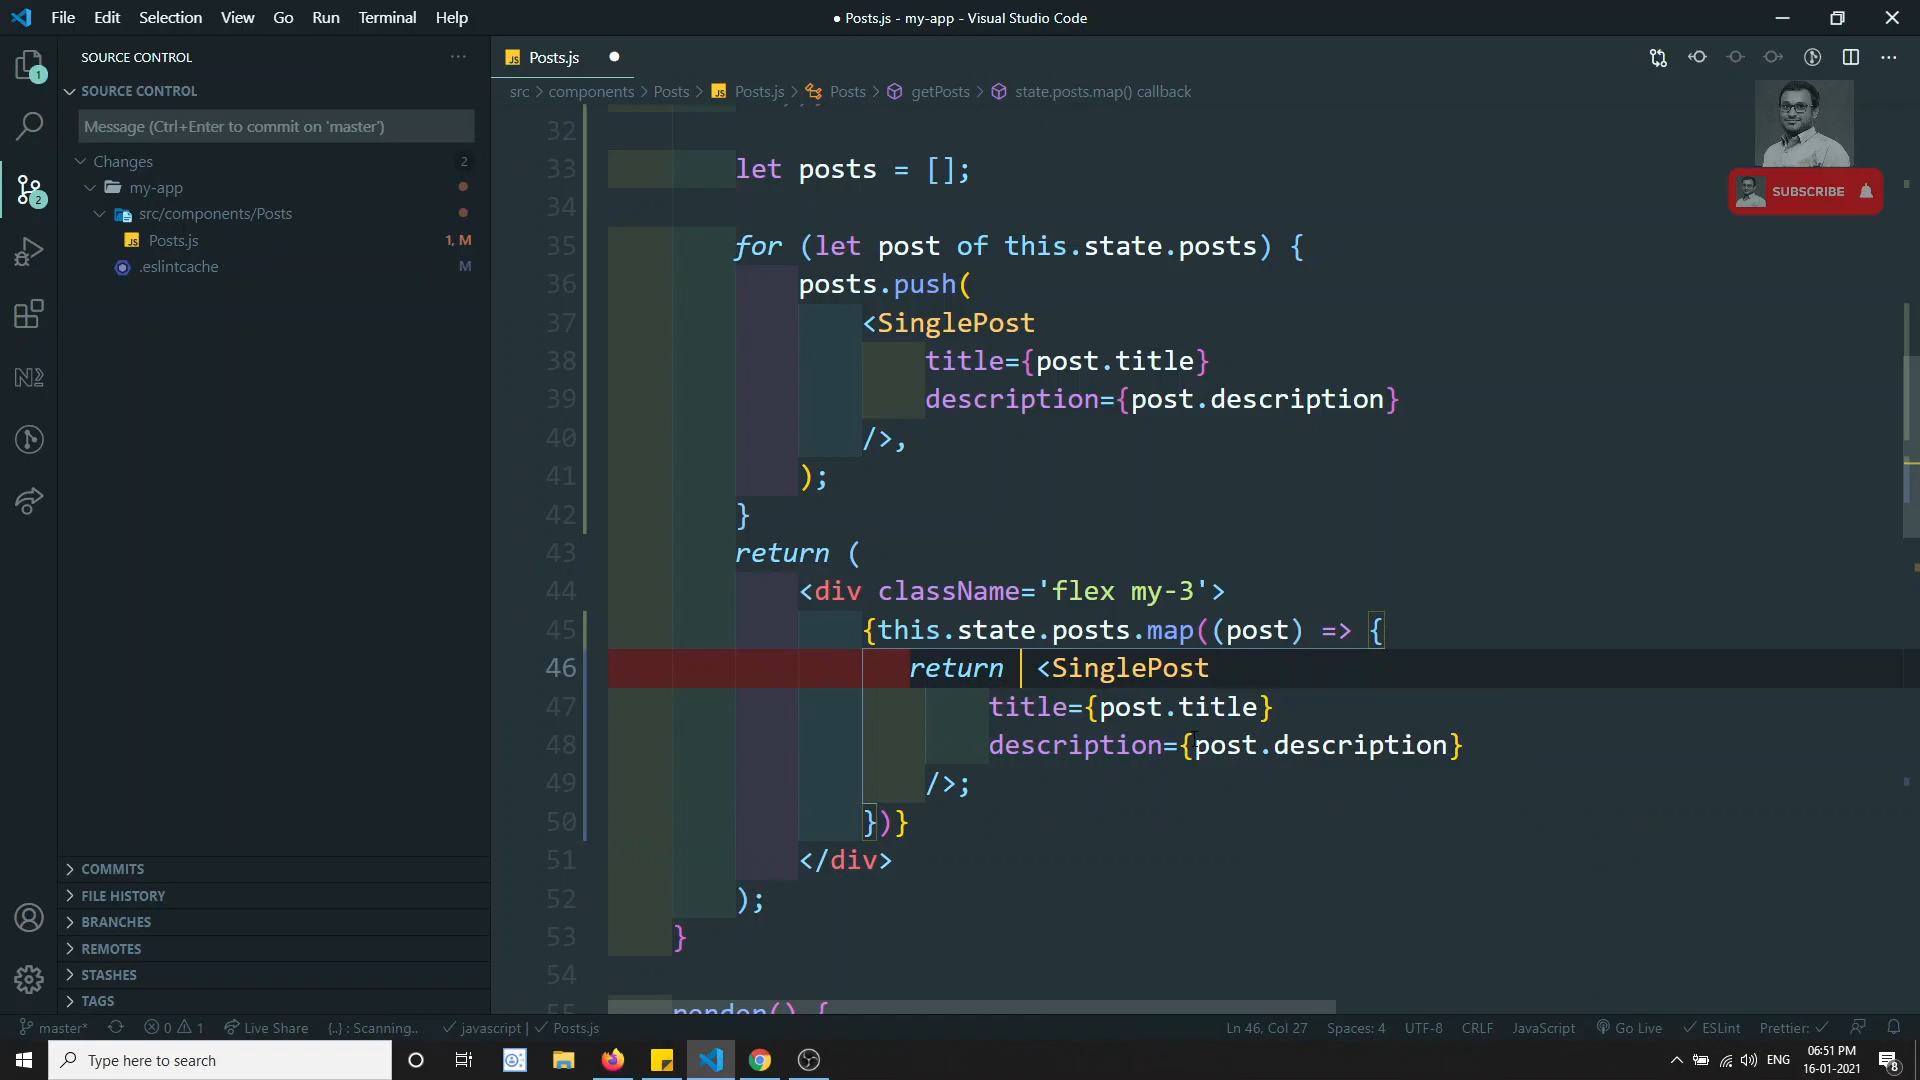 File Edit Selection View Go Run Terminal Help
● Posts.js - my-app - Visual Studio Code
SOURCE CONTROL
SOURCE CONTROL
Message (Ctrl+Enter to commit on 'master')
Changes 2
my-app
src/components/Posts
JS Posts.js 1, M
.eslintcache M
COMMITS
FILE HISTORY
BRANCHES
REMOTES
STASHES
TAGS
1
2
JS Posts.js ●
src > components > Posts > JS Posts.js > Posts > getPosts > state.posts.map() callback
SUBSCRIBE
32
33 let posts = [];
34
35 for (let post of this.state.posts) {
36 posts.push(
37 <SinglePost
38 title={post.title}
39 description={post.description}
40 />,
41 );
42 }
43 return (
44 <div className='flex my-3'>
45 {this.state.posts.map((post) => {
46 return  <SinglePost
47 title={post.title}
48 description={post.description}
49 />;
50 })}
51 </div>
52 );
53 }
54
55 render() {
master* 0 1 Live Share {..} : Scanning.. javascript | Posts.js
Ln 46, Col 27 Spaces: 4 UTF-8 CRLF JavaScript Go Live ESLint Prettier:
Type here to search
ENG
06:51 PM
16-01-2021
8